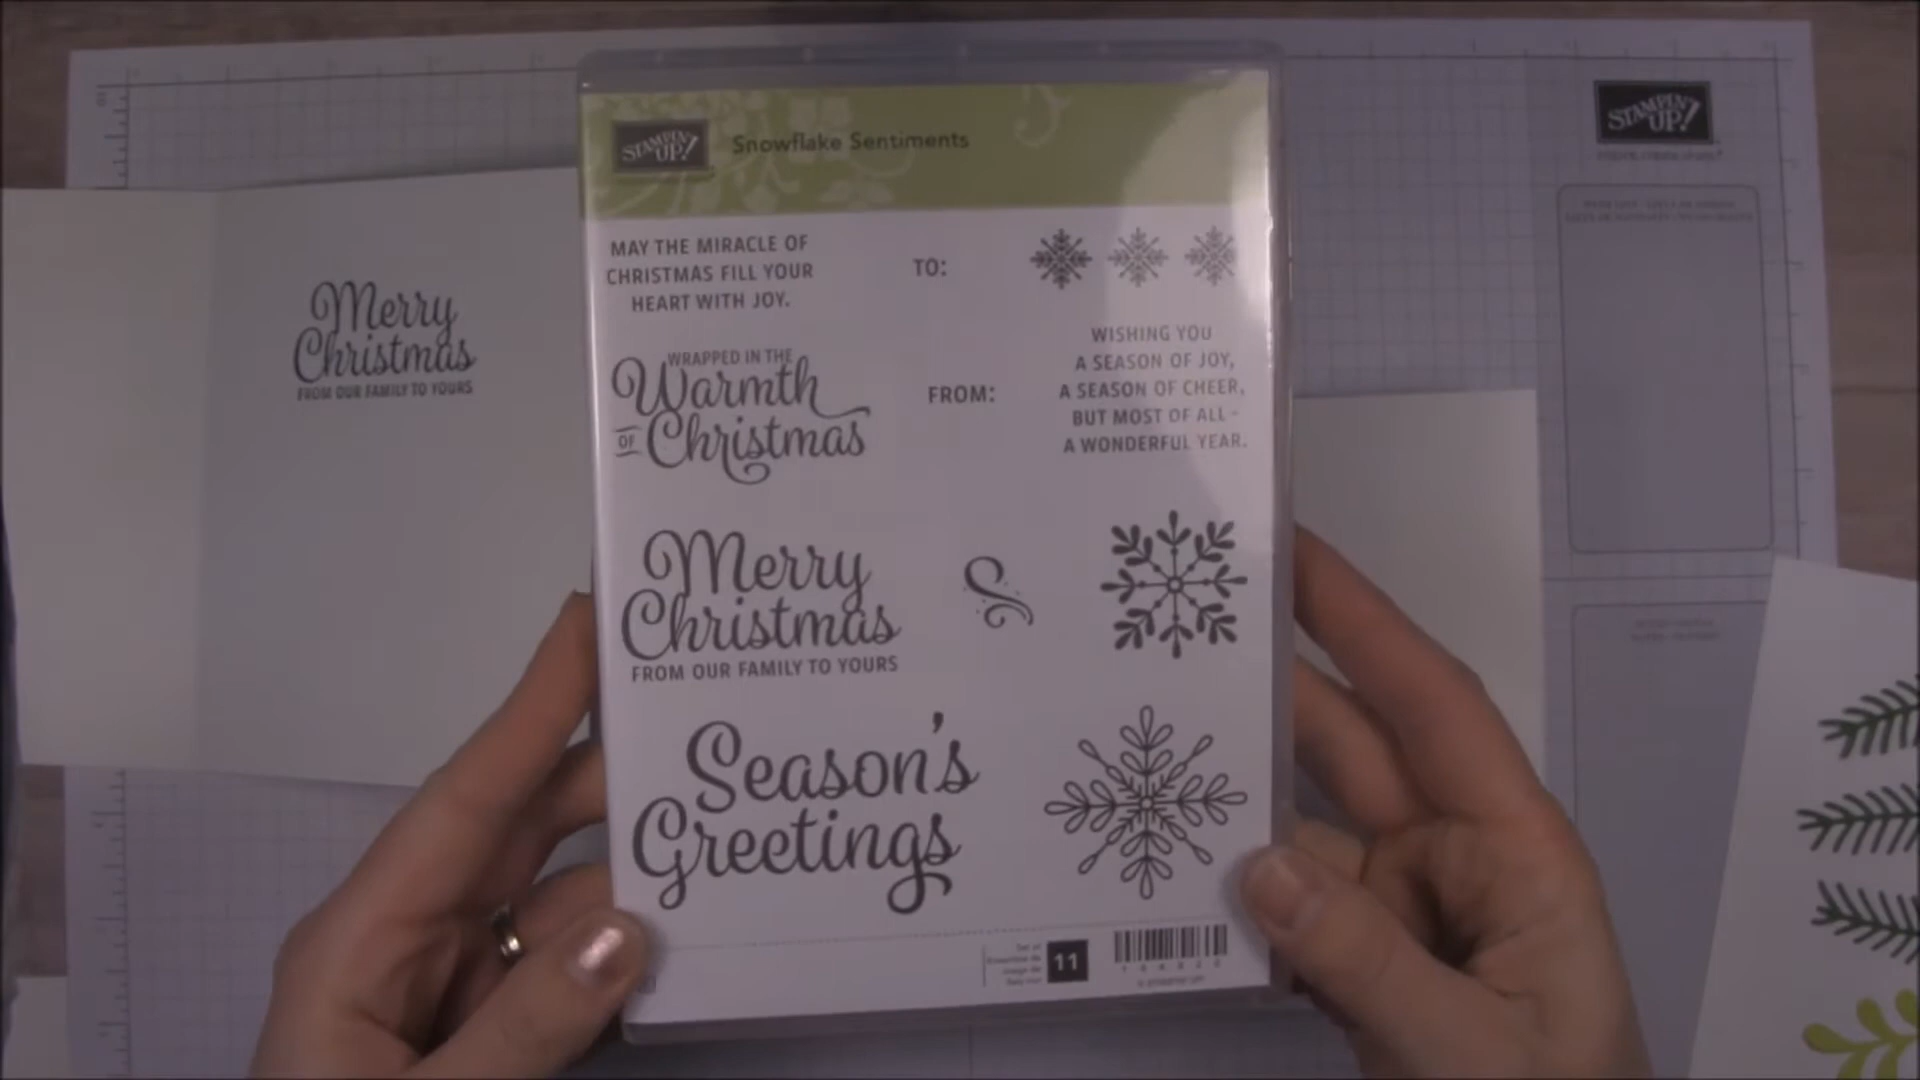 STAMPIN' UP!
Snowflake Sentiments
STAMPIN' UP!
MAY THE MIRACLE OF
CHRISTMAS FILL YOUR
HEART WITH JOY.
TO:
WRAPPED IN THE
Warmth
OF Christmas
FROM:
WISHING YOU
A SEASON OF JOY,
A SEASON OF CHEER,
BUT MOST OF ALL -
A WONDERFUL YEAR.
Merry
Christmas
FROM OUR FAMILY TO YOURS
Merry
Christmas
FROM OUR FAMILY TO YOURS
Season's
Greetings
11